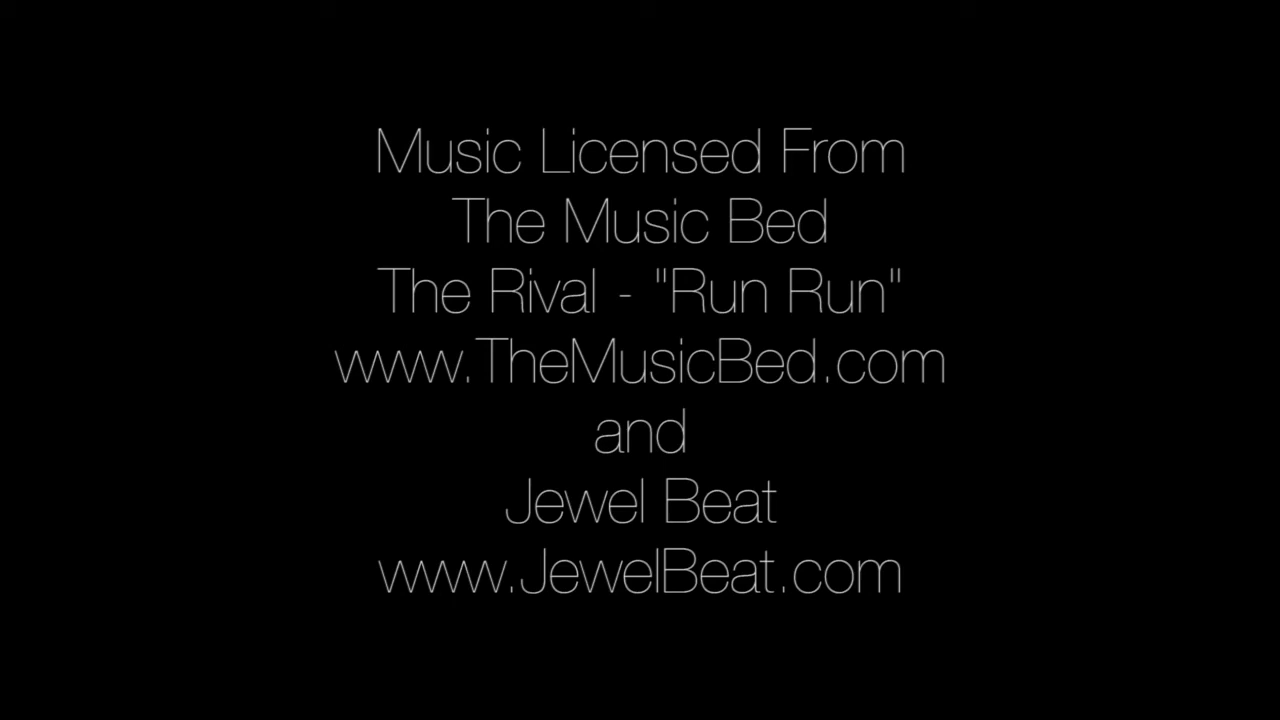 Music Licensed From
The Music Bed
The Rival - "Run Run"
www.TheMusicBed.com
and
Jewel Beat
www.JewelBeat.com